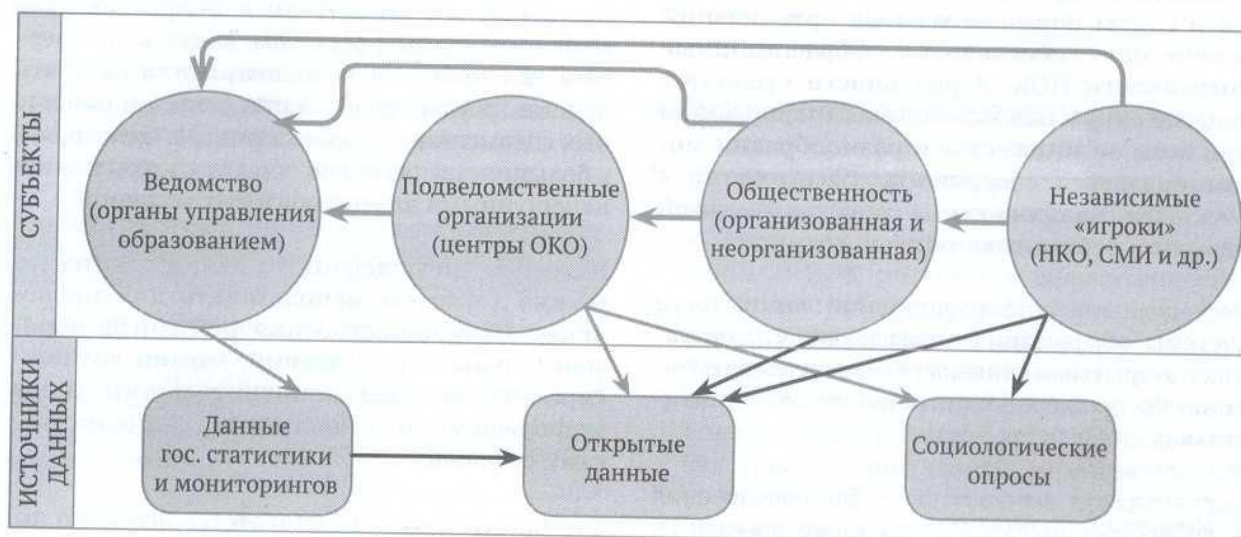 СУБЪЕКТЫ
Ведомство
(органы управления
образованием)
Подведомственные
организации
(центры ОКО)
Общественность
(организованная и
неорганизованная)
Независимые
«игроки»
(НКО, СМИ и др.)
ИСТОЧНИКИ
ДАННЫХ
Данные
гос. статистики
и мониторингов
Открытые
данные
Социологические
опросы